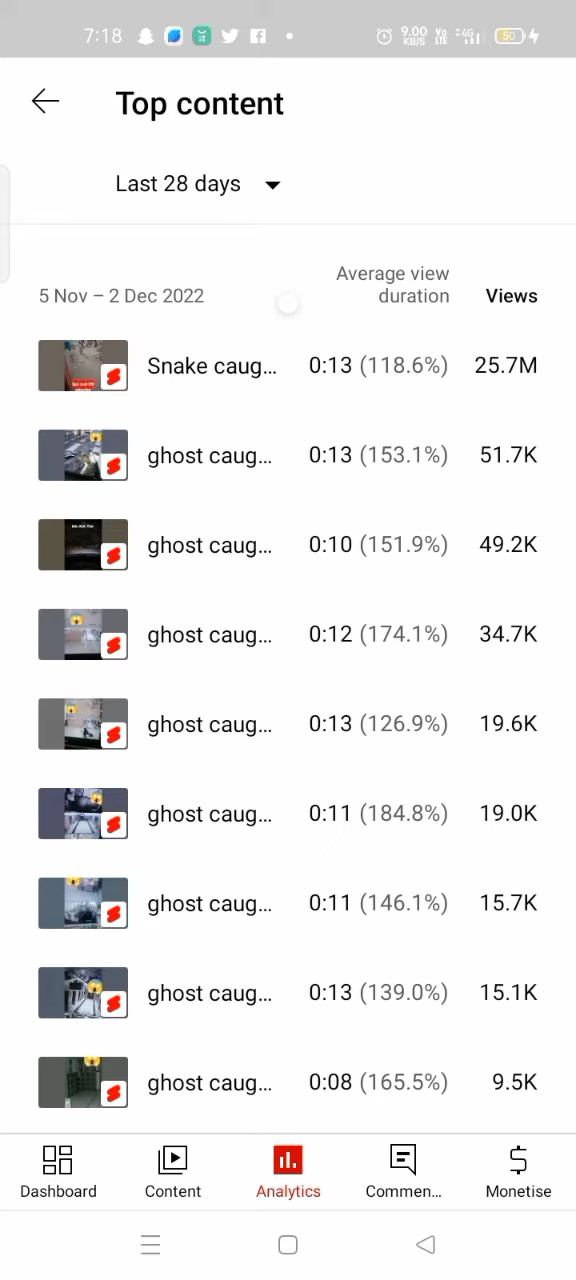 7:18
9.00 KB/S Vo LTE 4G 50
Top content
Last 28 days
5 Nov – 2 Dec 2022
Average view
duration
Views
Snake caug... 0:13 (118.6%) 25.7M
ghost caug... 0:13 (153.1%) 51.7K
ghost caug... 0:10 (151.9%) 49.2K
ghost caug... 0:12 (174.1%) 34.7K
ghost caug... 0:13 (126.9%) 19.6K
ghost caug... 0:11 (184.8%) 19.0K
ghost caug... 0:11 (146.1%) 15.7K
ghost caug... 0:13 (139.0%) 15.1K
ghost caug... 0:08 (165.5%) 9.5K
Dashboard Content Analytics Commen... Monetise